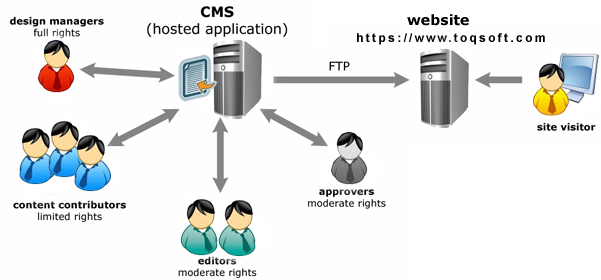 design managers
full rights
CMS
(hosted application)
website
https://www.toqsoft.com
FTP
site visitor
content contributors
limited rights
approvers
moderate rights
editors
moderate rights